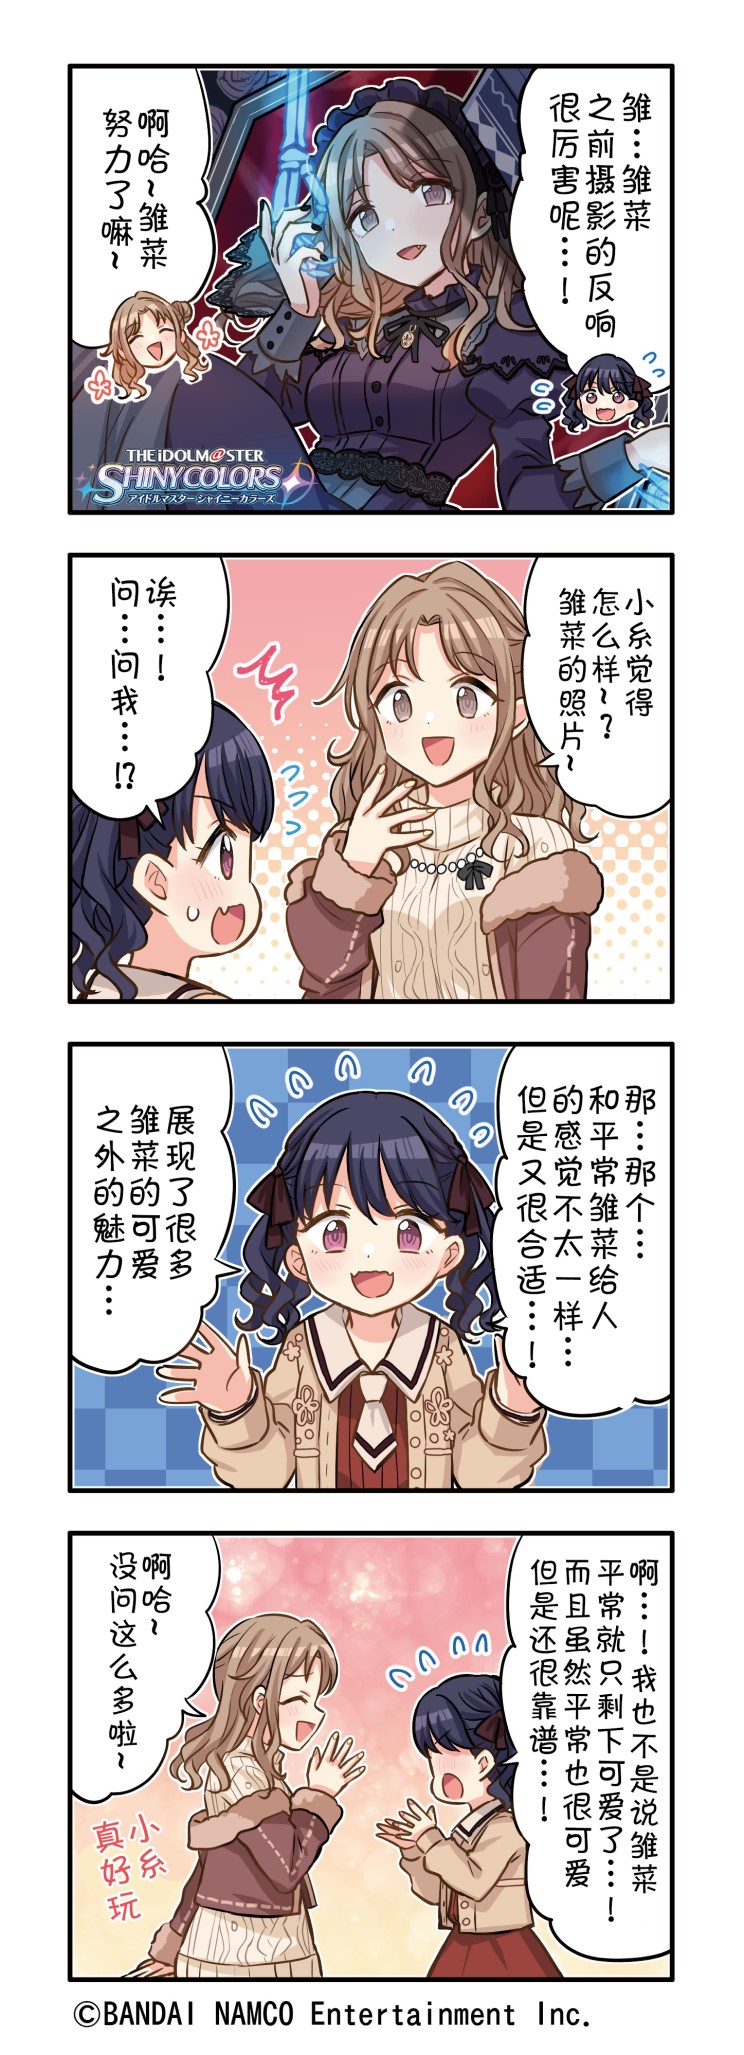 雏…雏菜
之前摄影的反响
很厉害呢…！
啊哈~雏菜
努力了嘛~
THE iDOLM@STER
SHINY COLORS
アイドルマスター シャイニーカラーズ
小糸觉得
怎么样~？
雏菜的照片~
诶…！
问…问我…!?
那…那个…
和平常雏菜给人
的感觉不太一样…
但是又很合适…！
展现了很多
雏菜的可爱
之外的魅力…
啊…！我也不是说雏菜
平常就只剩下可爱了…！
而且虽然平常也很可爱
但是还很靠谱…！
啊哈~
没问这么多啦~
小糸
真好玩
©BANDAI NAMCO Entertainment Inc.